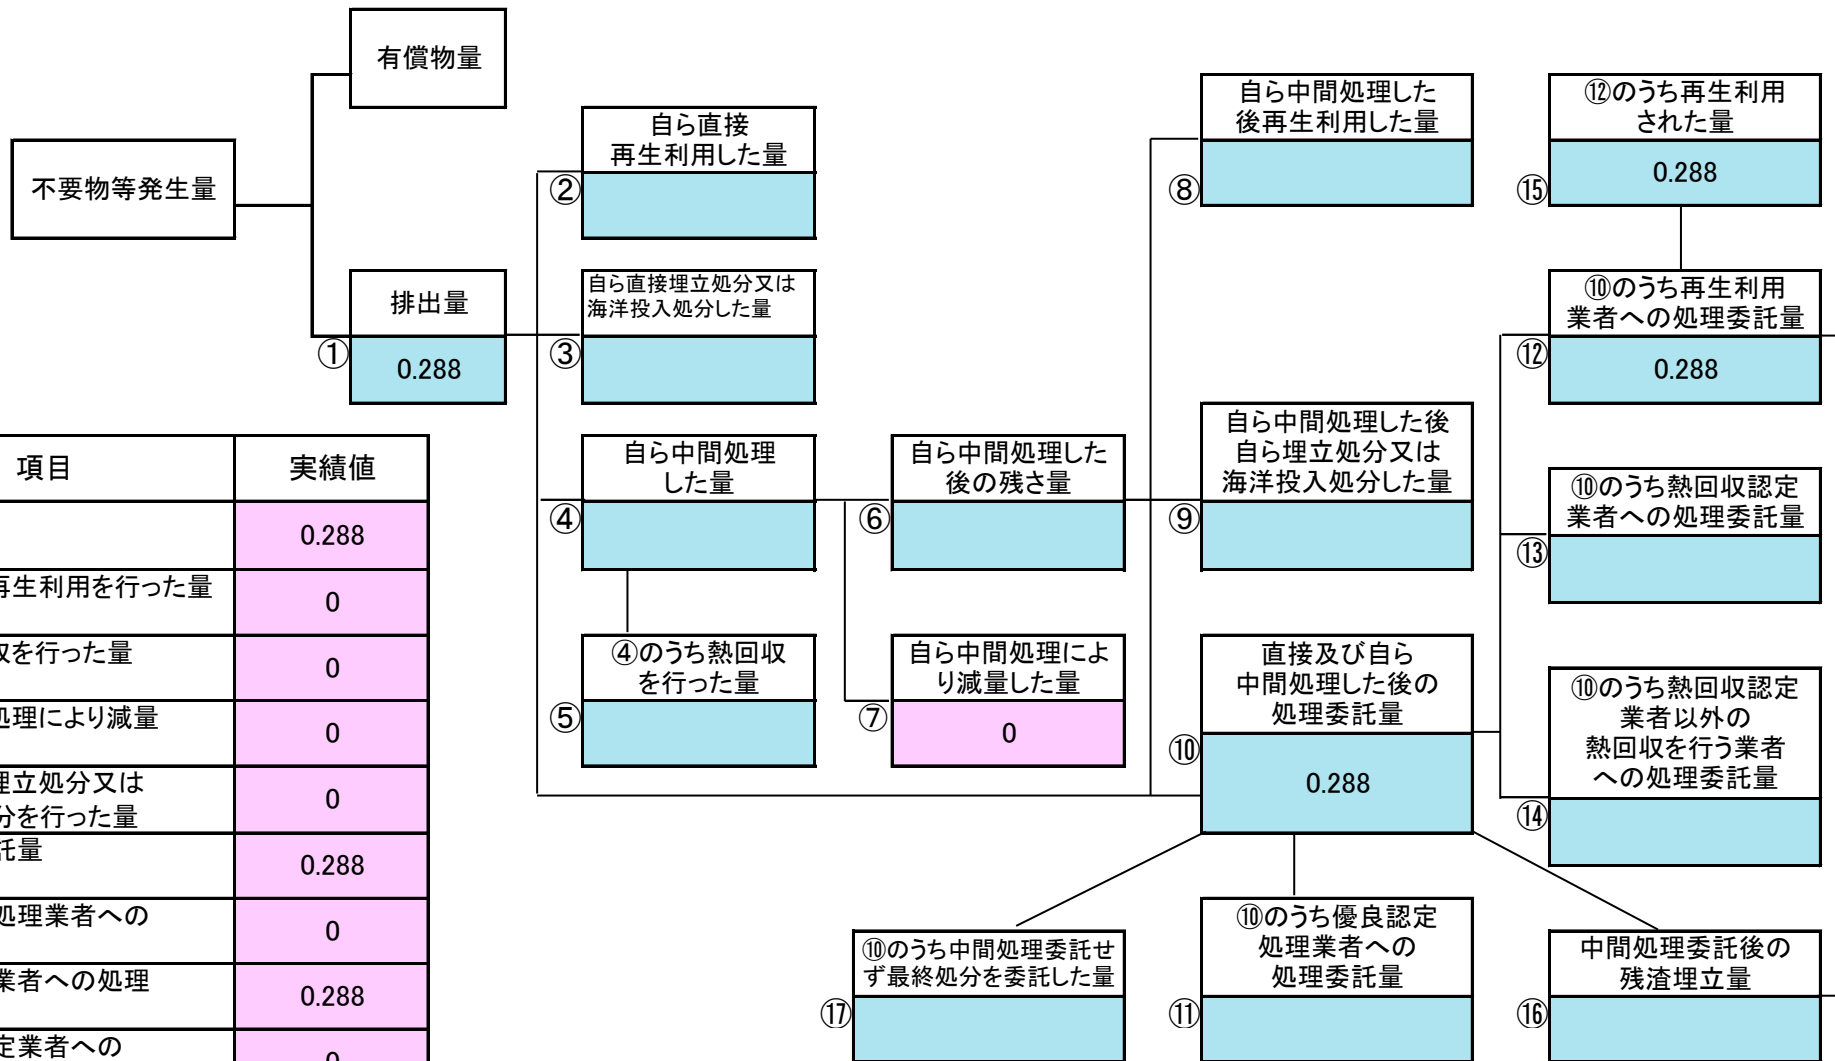 有償物量
不要物等発生量
排出量
①
0.288
自ら直接
再生利用した量
②
自ら直接埋立処分又は
海洋投入処分した量
③
自ら中間処理
した量
④
④のうち熱回収
を行った量
⑤
自ら中間処理した
後の残さ量
⑥
自ら中間処理によ
り減量した量
⑦
0
自ら中間処理した
後再生利用した量
⑧
自ら中間処理した後
自ら埋立処分又は
海洋投入処分した量
⑨
直接及び自ら
中間処理した後の
処理委託量
⑩
0.288
⑫のうち再生利用
された量
⑮
0.288
⑩のうち再生利用
業者への処理委託量
⑫
0.288
⑩のうち熱回収認定
業者への処理委託量
⑬
⑩のうち熱回収認定
業者以外の
熱回収を行う業者
への処理委託量
⑭
⑩のうち中間処理委託せ
ず最終処分を委託した量
⑰
⑩のうち優良認定
処理業者への
処理委託量
⑪
中間処理委託後の
残渣埋立量
⑯
項目 実績値
0.288
再生利用を行った量 0
収を行った量 0
処理により減量 0
埋立処分又は
分を行った量 0
託量 0.288
処理業者への 0
業者への処理 0.288
定業者への 0